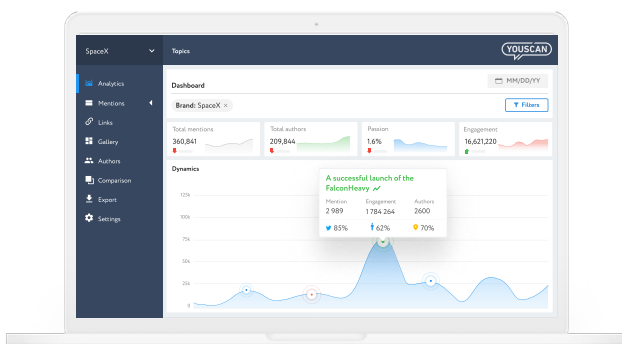 SpaceX
Topics
YOUSCAN
Analytics
Mentions
Links
Gallery
Authors
Comparison
Export
Settings
Dashboard
MM/DD/YY
Brand: SpaceX ×
Filters
Total mentions
360,841
Total authors
209,844
Passion
1.6%
Engagement
16,621,220
Dynamics
A successful launch of the
FalconHeavy
Mention Engagement Authors
2 989 1 784 264 2600
85% 62% 70%
125k
100k
75k
50k
25k
0